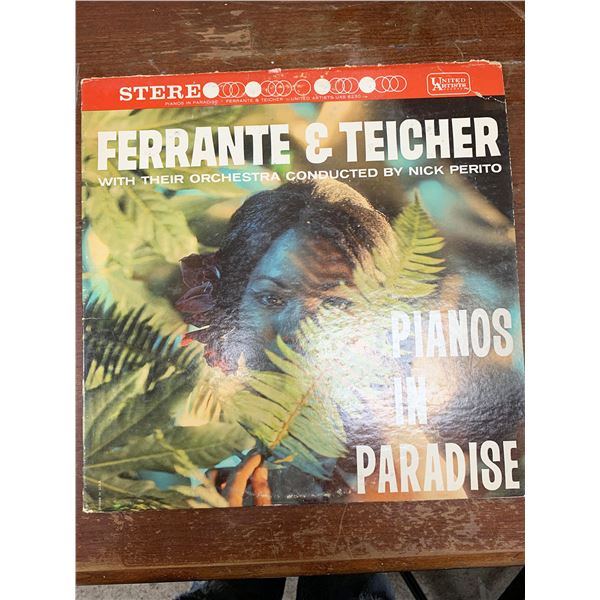 STEREO
PIANOS IN PARADISE • FERRANTE & TEICHER • UNITED ARTISTS UAS 6230
UNITED
ARTISTS
FERRANTE & TEICHER
WITH THEIR ORCHESTRA CONDUCTED BY NICK PERITO
PIANOS
IN
PARADISE